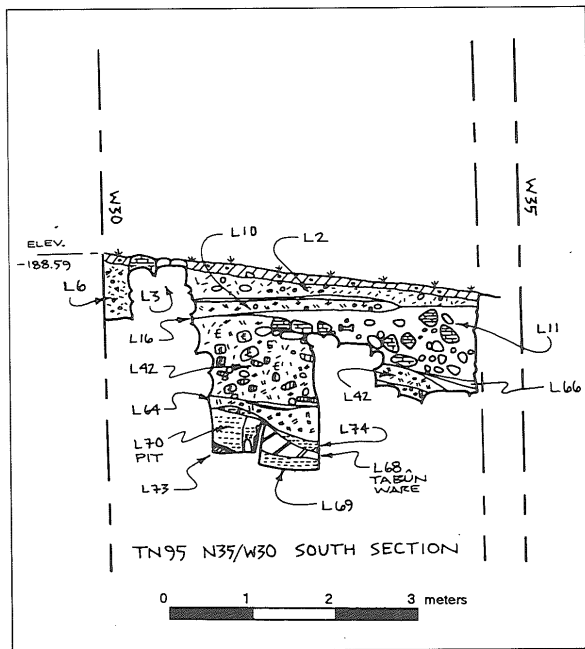 W30
W35
ELEV.
-188.59
L10
L2
L6
L3
L16
L11
L42
L42
L66
L64
L70
PIT
L74
L68
TABÛN
WARE
L73
L69
TN95 N35/W30 SOUTH SECTION
0 1 2 3 meters